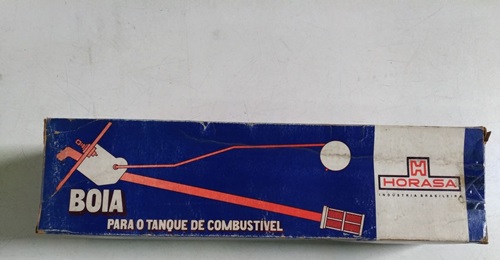 BOIA
PARA O TANQUE DE COMBUSTÍVEL
H
HORASA
INDÚSTRIA BRASILEIRA